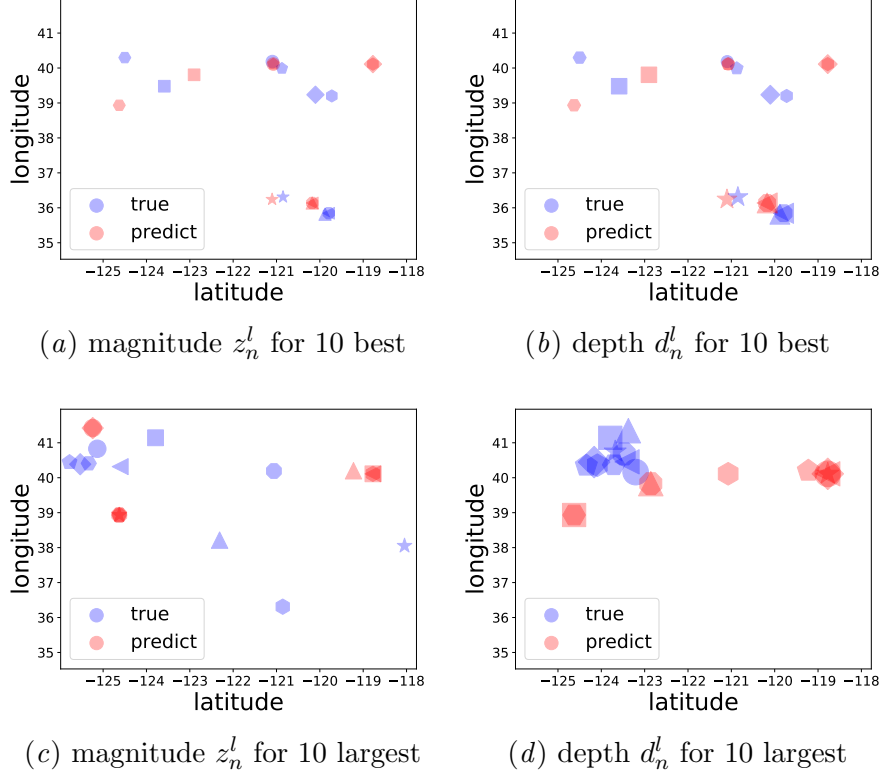 41
40
39
38
37
36
35
longitude
true
predict
−125 −124 −123 −122 −121 −120 −119 −118
latitude
(a) magnitude z_n^l for 10 best
41
40
39
38
37
36
35
longitude
true
predict
−125 −124 −123 −122 −121 −120 −119 −118
latitude
(b) depth d_n^l for 10 best
41
40
39
38
37
36
35
longitude
true
predict
−125 −124 −123 −122 −121 −120 −119 −118
latitude
(c) magnitude z_n^l for 10 largest
41
40
39
38
37
36
35
longitude
true
predict
−125 −124 −123 −122 −121 −120 −119 −118
latitude
(d) depth d_n^l for 10 largest